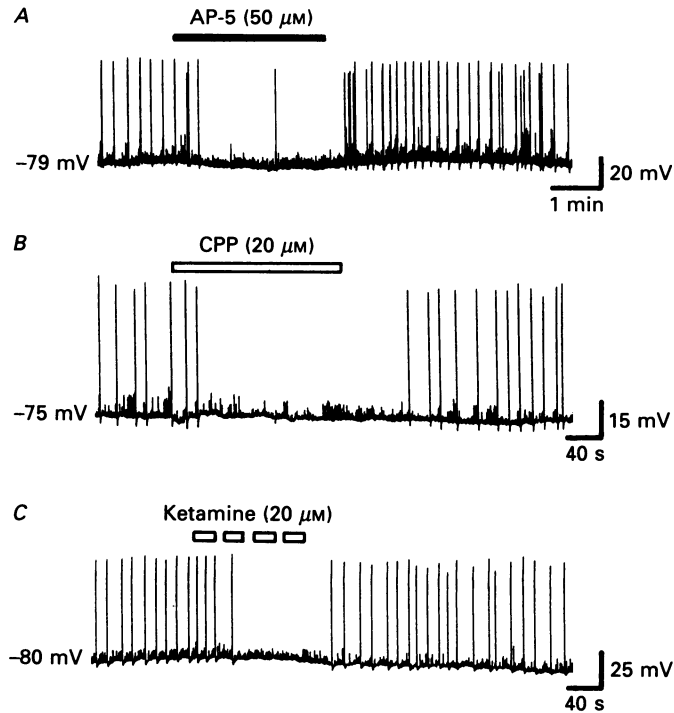 A
AP-5 (50 μM)
−79 mV
20 mV
1 min
B
CPP (20 μM)
−75 mV
15 mV
40 s
C
Ketamine (20 μM)
−80 mV
25 mV
40 s